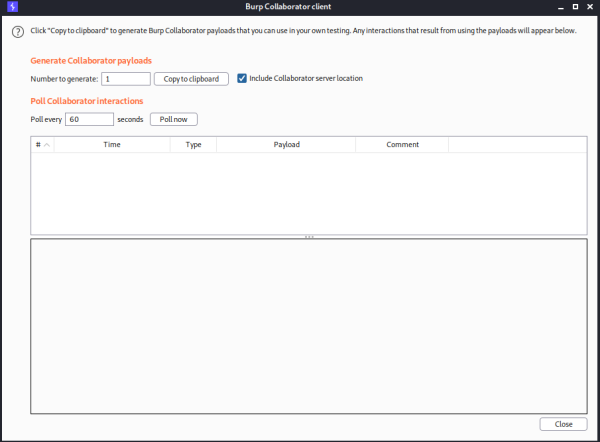 Burp Collaborator client
Click "Copy to clipboard" to generate Burp Collaborator payloads that you can use in your own testing. Any interactions that result from using the payloads will appear below.
Generate Collaborator payloads
Number to generate: 1 Copy to clipboard Include Collaborator server location
Poll Collaborator interactions
Poll every 60 seconds Poll now
# Time Type Payload Comment
Close